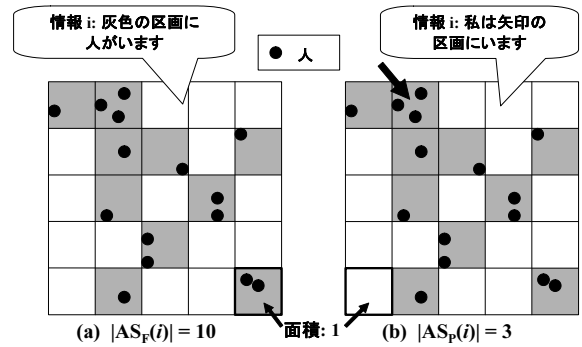 情報 i: 灰色の区画に
人がいます
人
情報 i: 私は矢印の
区画にいます
(a) |AS_F(i)| = 10
面積: 1
(b) |AS_P(i)| = 3